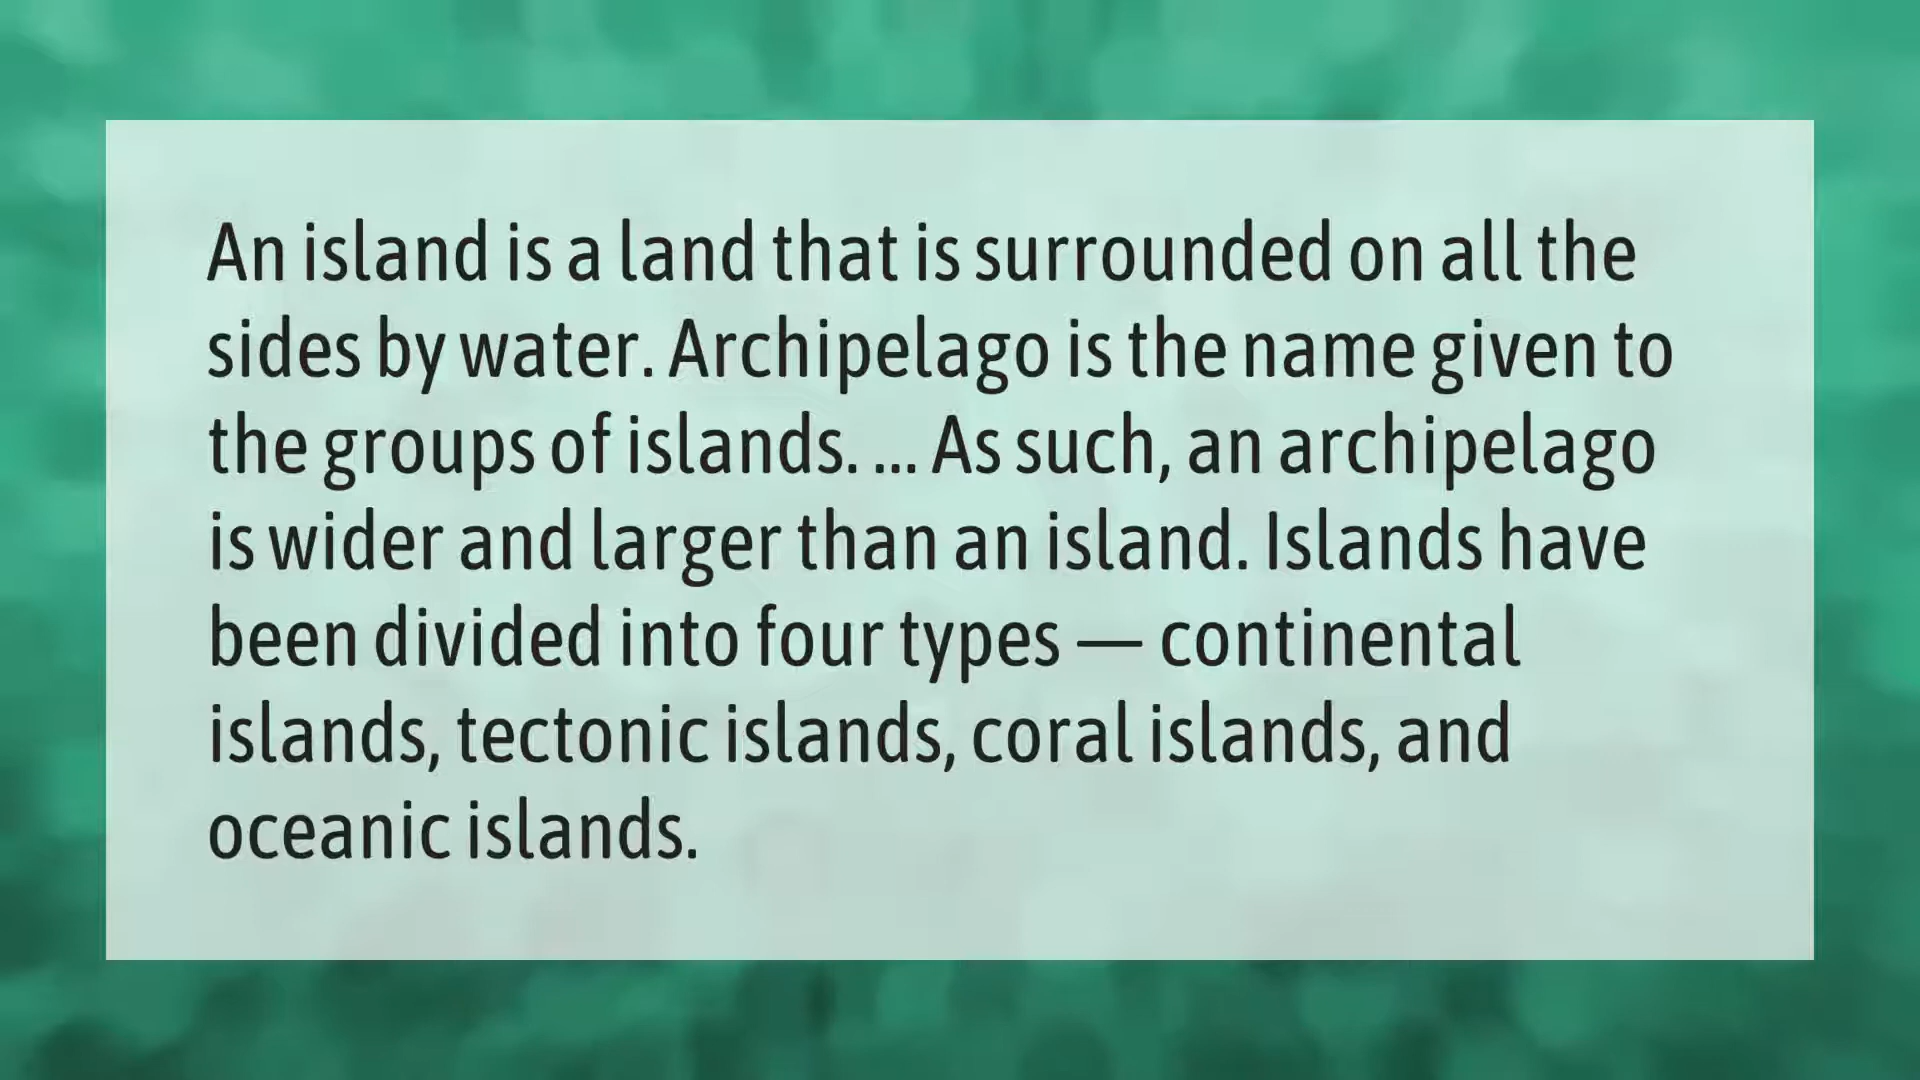 An island is a land that is surrounded on all the
sides by water. Archipelago is the name given to
the groups of islands. ... As such, an archipelago
is wider and larger than an island. Islands have
been divided into four types — continental
islands, tectonic islands, coral islands, and
oceanic islands.